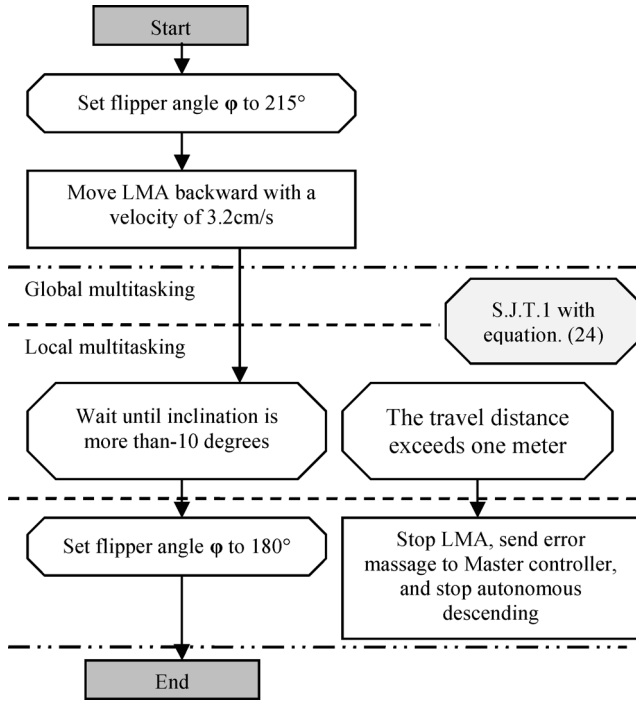 Start
Set flipper angle φ to 215°
Move LMA backward with a
velocity of 3.2cm/s
Global multitasking
S.J.T.1 with
equation. (24)
Local multitasking
Wait until inclination is
more than-10 degrees
The travel distance
exceeds one meter
Set flipper angle φ to 180°
Stop LMA, send error
massage to Master controller,
and stop autonomous
descending
End